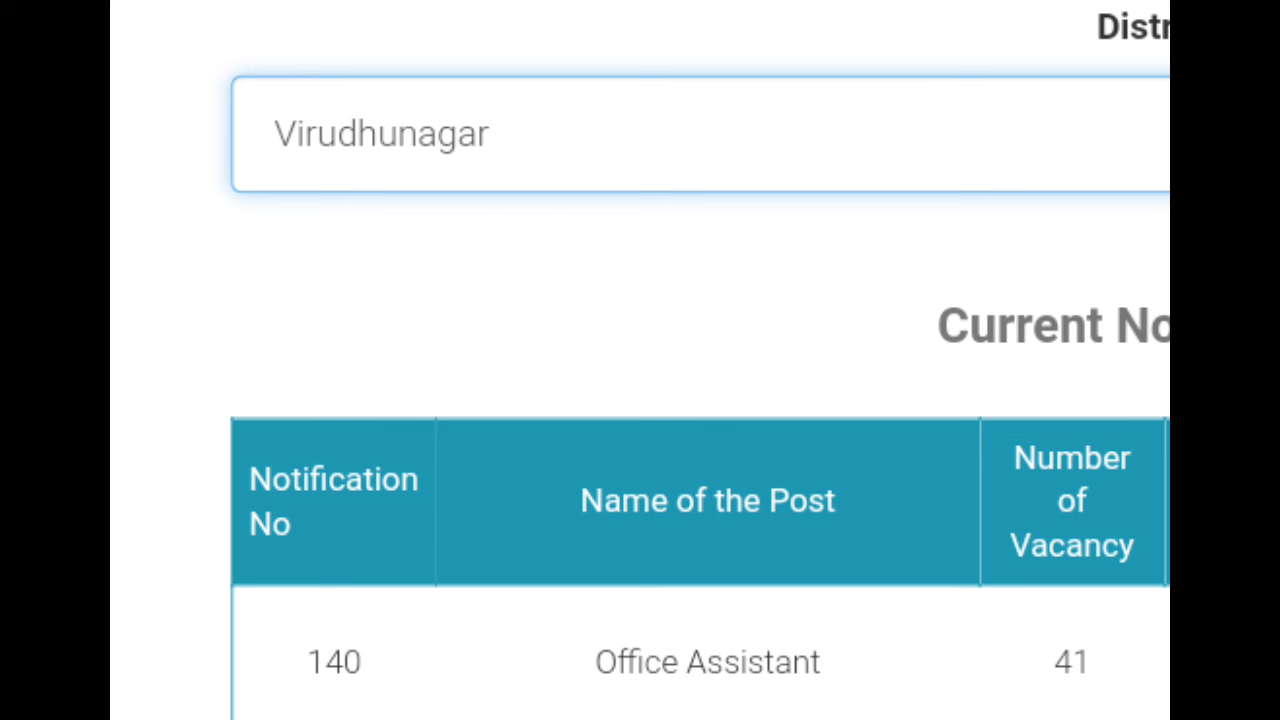 Distr
Virudhunagar
Current No
Notification
No
Name of the Post
Number
of
Vacancy
140
Office Assistant
41